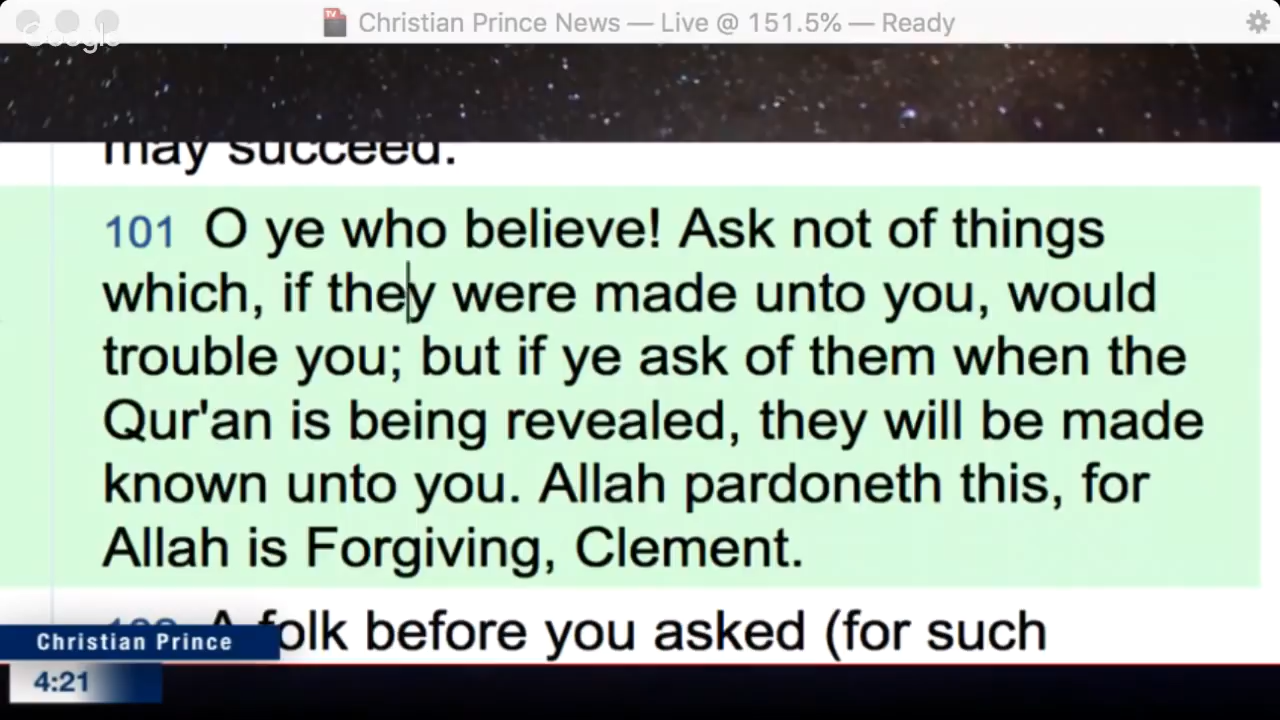 Christian Prince News — Live @ 151.5% — Ready
Google
may succeed.
101 O ye who believe! Ask not of things
which, if they were made unto you, would
trouble you; but if ye ask of them when the
Qur'an is being revealed, they will be made
known unto you. Allah pardoneth this, for
Allah is Forgiving, Clement.
102 A folk before you asked (for such
Christian Prince
4:21